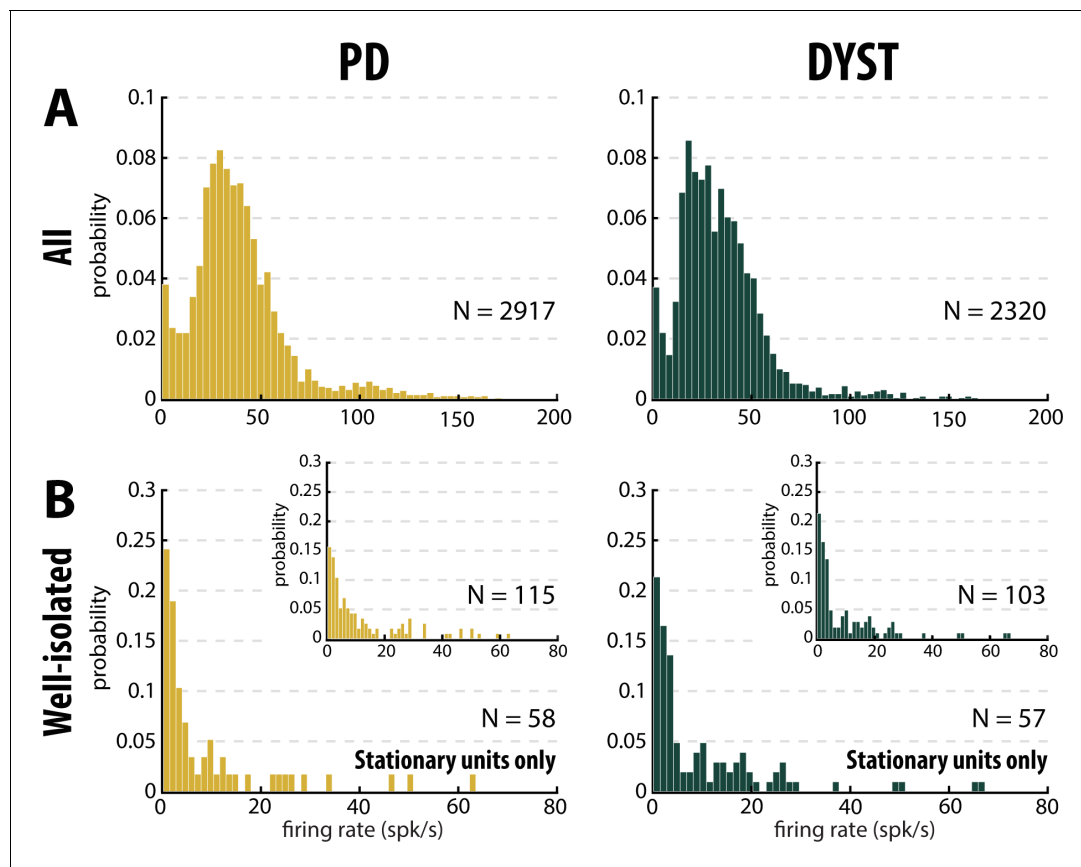 PD
DYST
A
All
probability
0.1
0.08
0.06
0.04
0.02
0
N = 2917
0 50 100 150 200
0.1
0.08
0.06
0.04
0.02
0
N = 2320
0 50 100 150 200
B
Well-isolated
probability
0.3
0.25
0.2
0.15
0.1
0.05
0
probability
0.3
0.2
0.2
0.15
0.1
0.05
0
N = 115
0 20 40 60 80
N = 58
Stationary units only
0 20 40 60 80
firing rate (spk/s)
0.3
0.25
0.2
0.15
0.1
0.05
0
probability
0.3
0.2
0.2
0.15
0.1
0.05
0
N = 103
0 20 40 60 80
N = 57
Stationary units only
0 20 40 60 80
firing rate (spk/s)